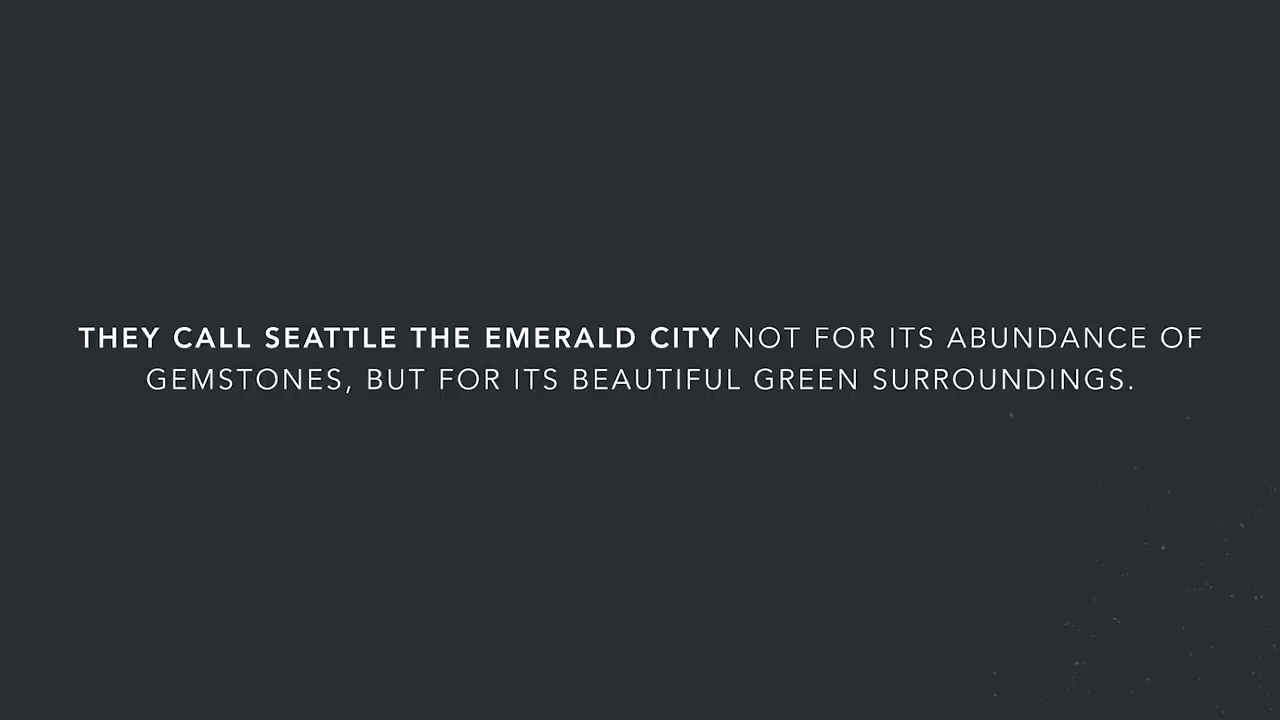 THEY CALL SEATTLE THE EMERALD CITY NOT FOR ITS ABUNDANCE OF
GEMSTONES, BUT FOR ITS BEAUTIFUL GREEN SURROUNDINGS.